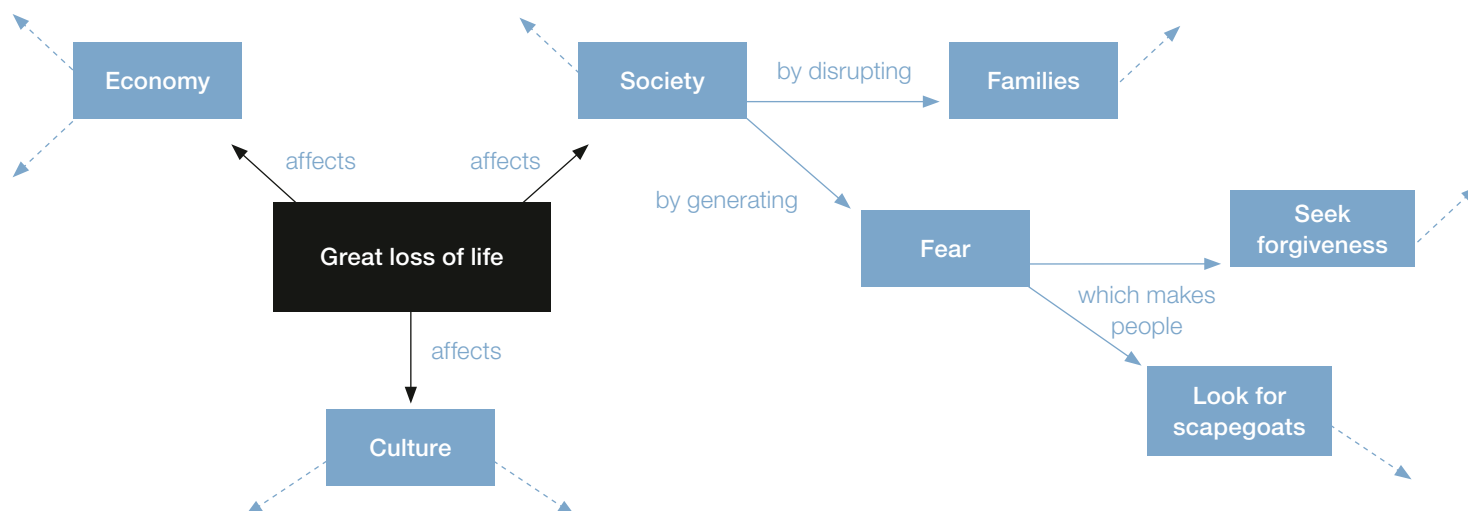 Economy
Society
by disrupting
Families
affects
affects
by generating
Great loss of life
Fear
Seek
forgiveness
which makes
people
affects
Look for
scapegoats
Culture